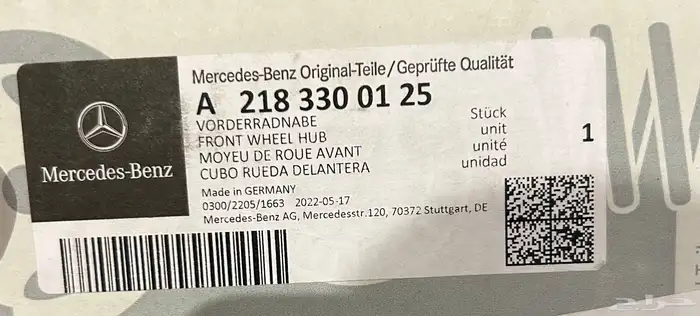 Mercedes-Benz
Mercedes-Benz Original-Teile/Geprüfte Qualität
A 218 330 01 25
VORDERRADNABE
FRONT WHEEL HUB
MOYEU DE ROUE AVANT
CUBO RUEDA DELANTERA
Stück
unit
unité
unidad
1
Made in GERMANY
0300/2205/1663 2022-05-17
Mercedes-Benz AG, Mercedesstr.120, 70372 Stuttgart, DE
حراج